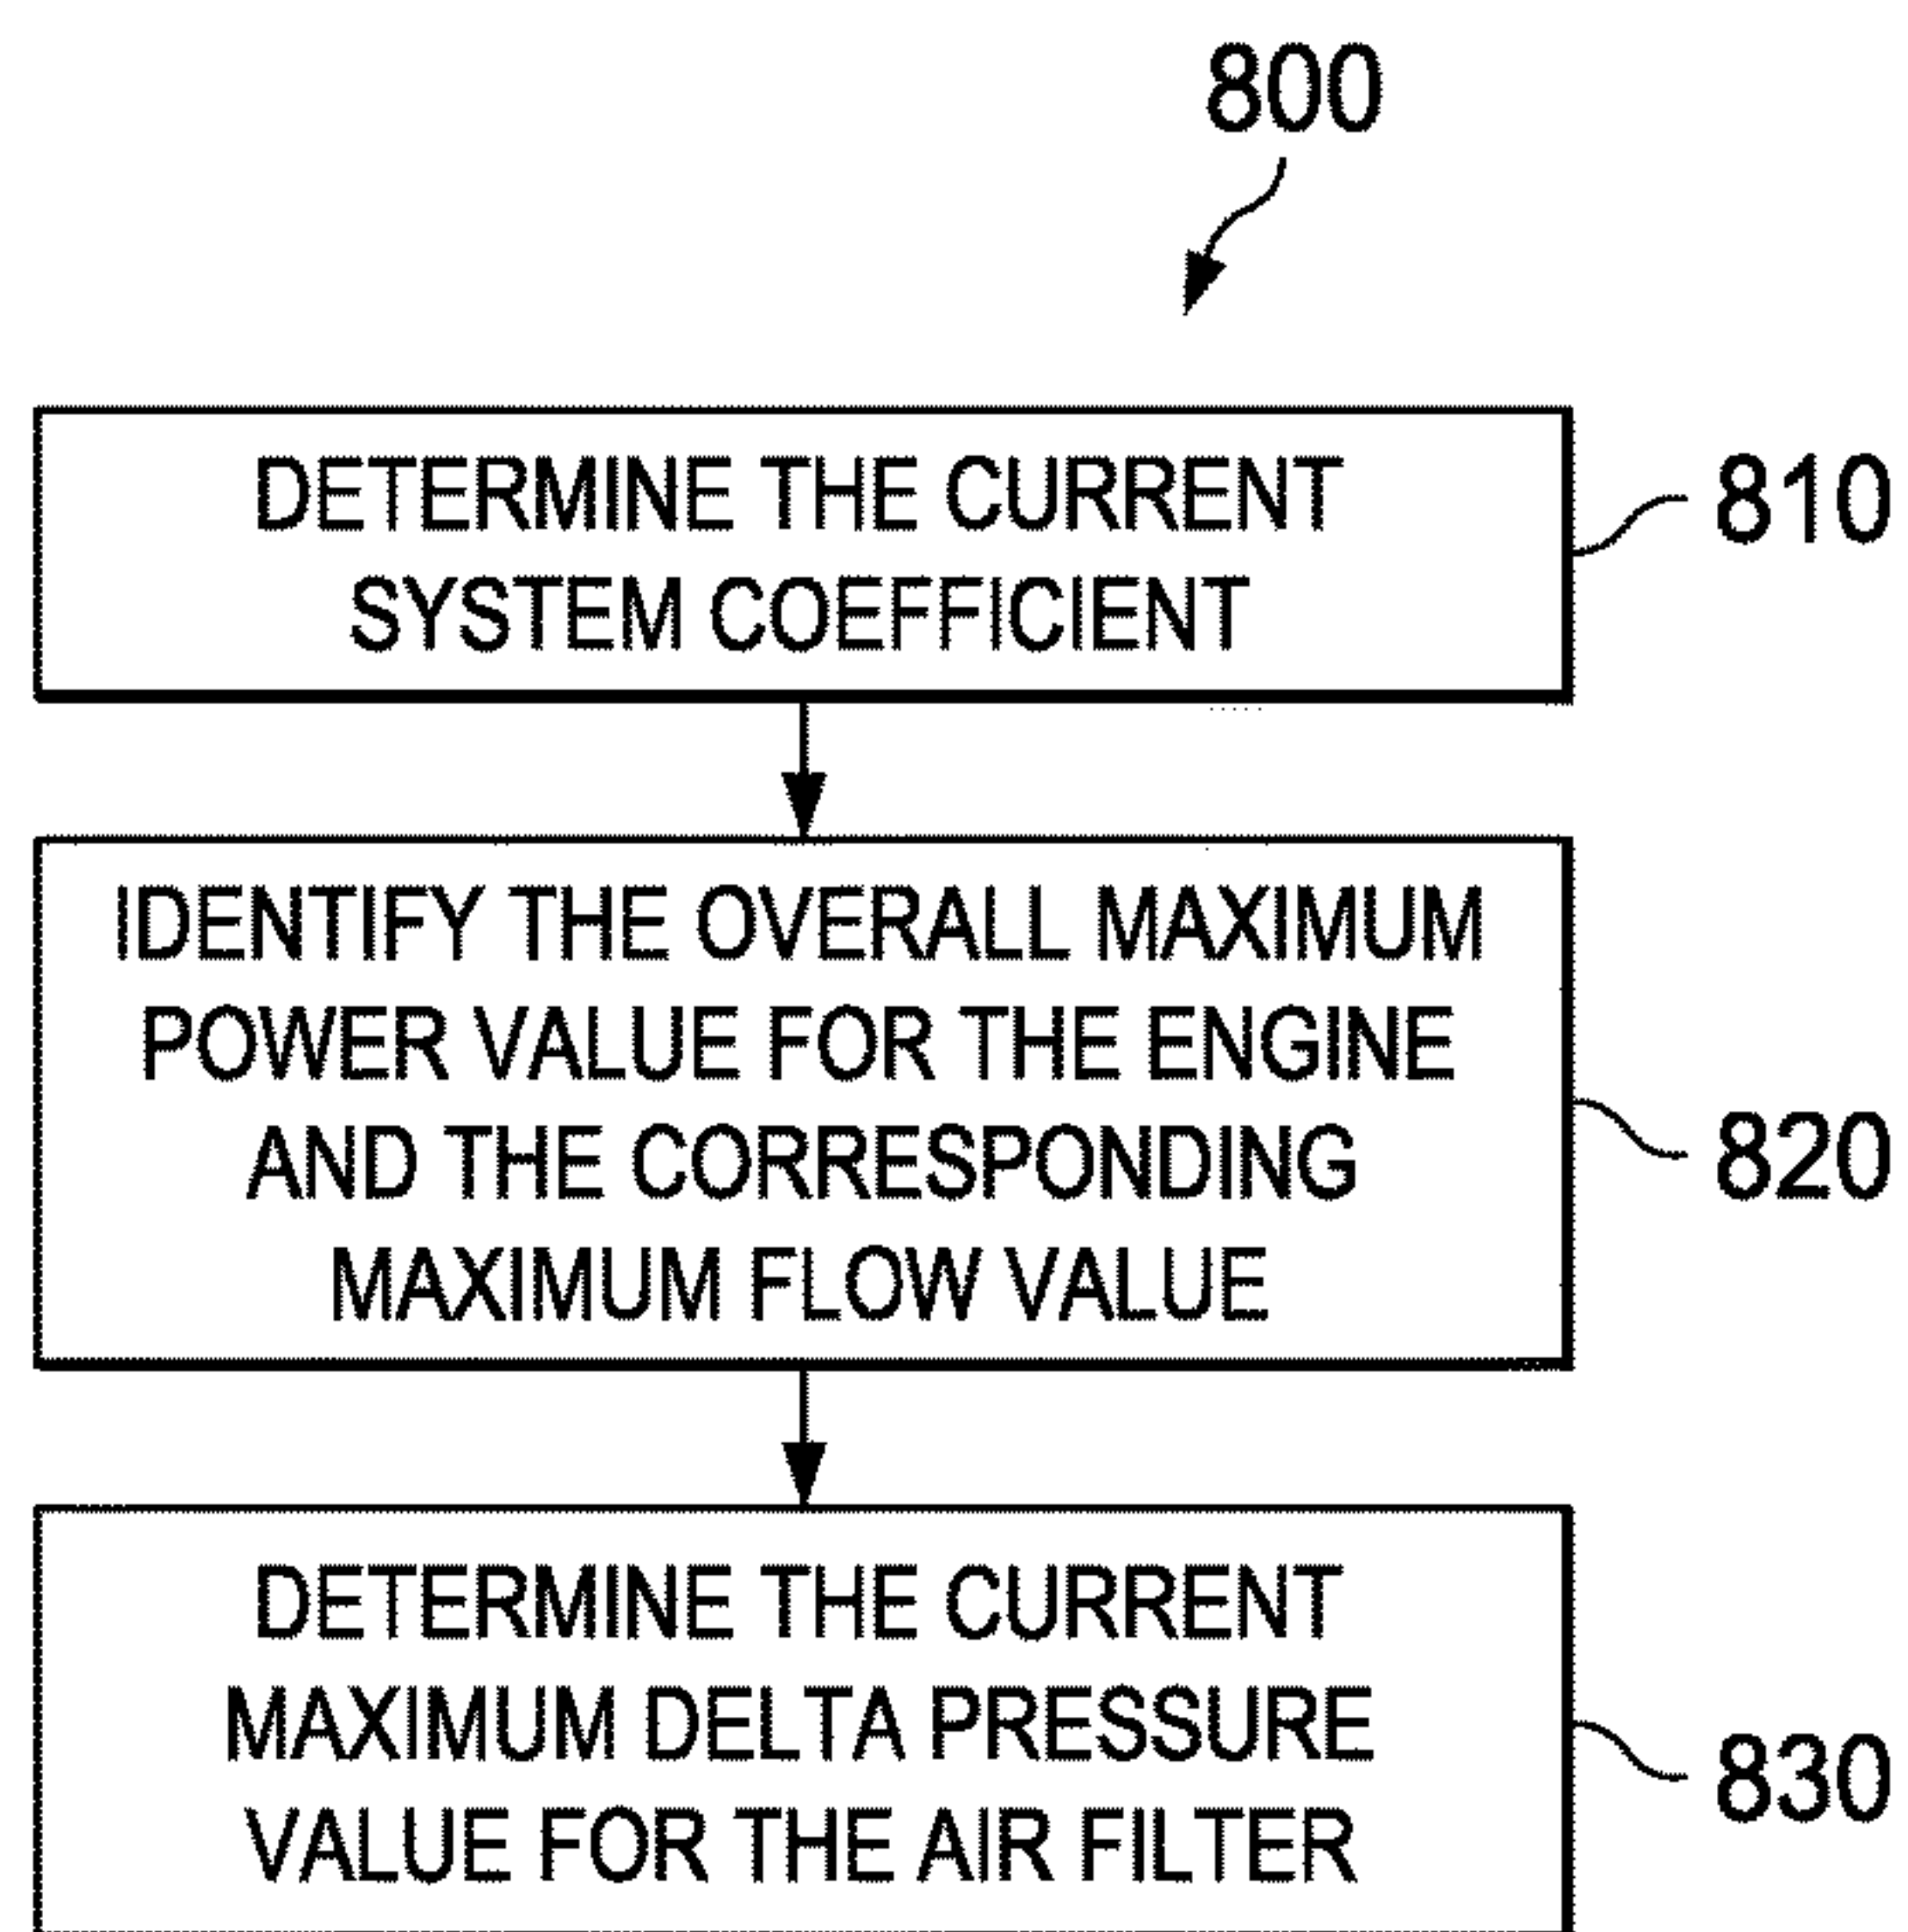 800
DETERMINE THE CURRENT
SYSTEM COEFFICIENT
810
IDENTIFY THE OVERALL MAXIMUM
POWER VALUE FOR THE ENGINE
AND THE CORRESPONDING
MAXIMUM FLOW VALUE
820
DETERMINE THE CURRENT
MAXIMUM DELTA PRESSURE
VALUE FOR THE AIR FILTER
830